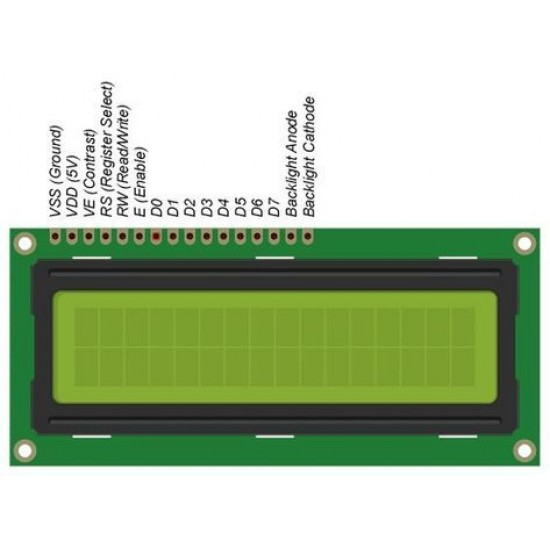 VSS (Ground)
VDD (5V)
VE (Contrast)
RS (Register Select)
RW (Read/Write)
E (Enable)
D0
D1
D2
D3
D4
D5
D6
D7
Backlight Anode
Backlight Cathode